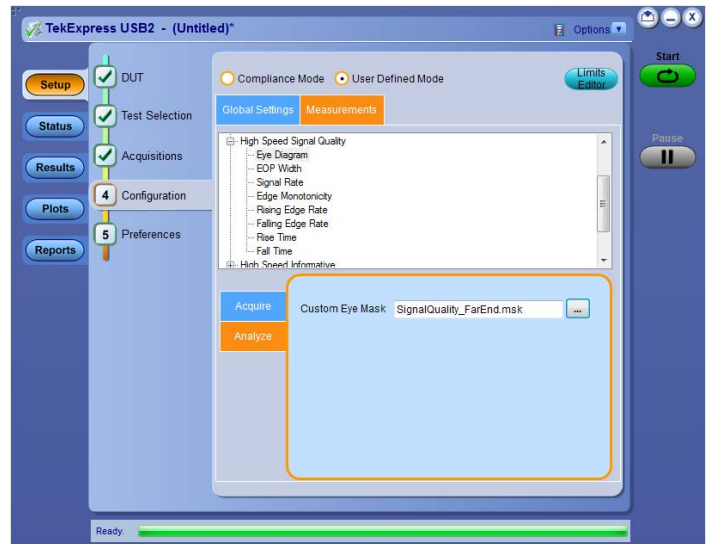 TekExpress USB2 - (Untitled)*
Options
Start
Pause
Setup
Status
Results
Plots
Reports
DUT
Test Selection
Acquisitions
4 Configuration
5 Preferences
Compliance Mode
User Defined Mode
Limits
Editor
Global Settings
Measurements
High Speed Signal Quality
Eye Diagram
EOP Width
Signal Rate
Edge Monotonicity
Rising Edge Rate
Falling Edge Rate
Rise Time
Fall Time
High Speed Informative
Acquire
Analyze
Custom Eye Mask SignalQuality_FarEnd.msk ...
Ready.